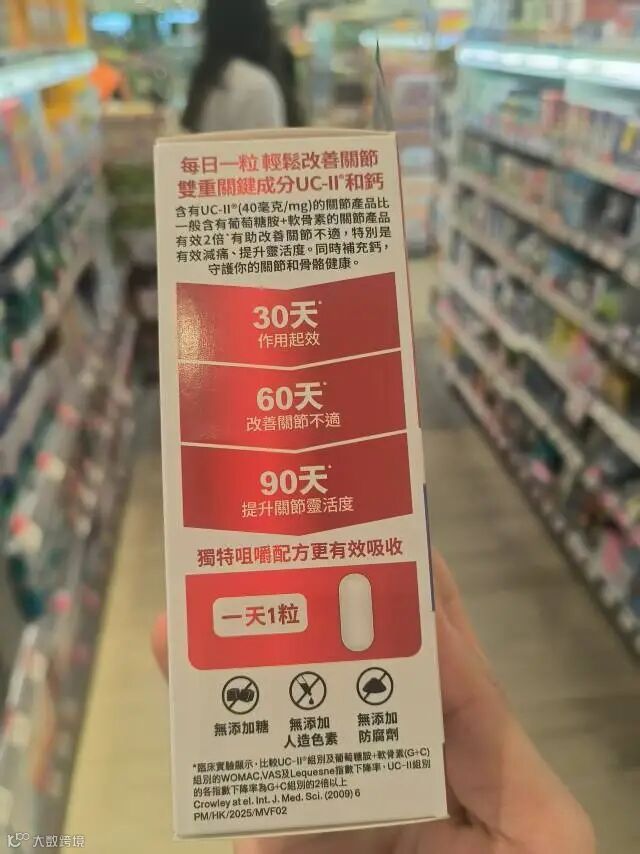 每日一粒 輕鬆改善關節
雙重關鍵成分UC-II®和鈣
含有UC-II®(40毫克/mg)的關節產品比
一般含有葡萄糖胺+軟骨素的關節產品
有效2倍*有助改善關節不適,特別是
有效減痛、提升靈活度。同時補充鈣,
守護你的關節和骨骼健康。
30天*
作用起效
60天*
改善關節不適
90天*
提升關節靈活度
獨特咀嚼配方更有效吸收
一天1粒
無添加糖
無添加
人造色素
無添加
防腐劑
*臨床實驗顯示,比較UC-II®組別及葡萄糖胺+軟骨素(G+C)
組別的WOMAC,VAS及Lequesne指數下降率,UC-II組別
的各指數下降率為G+C組別的2倍以上
Crowley at el. Int. J. Med. Sci. (2009) 6
PM/HK/2025/MVF02
大数跨境